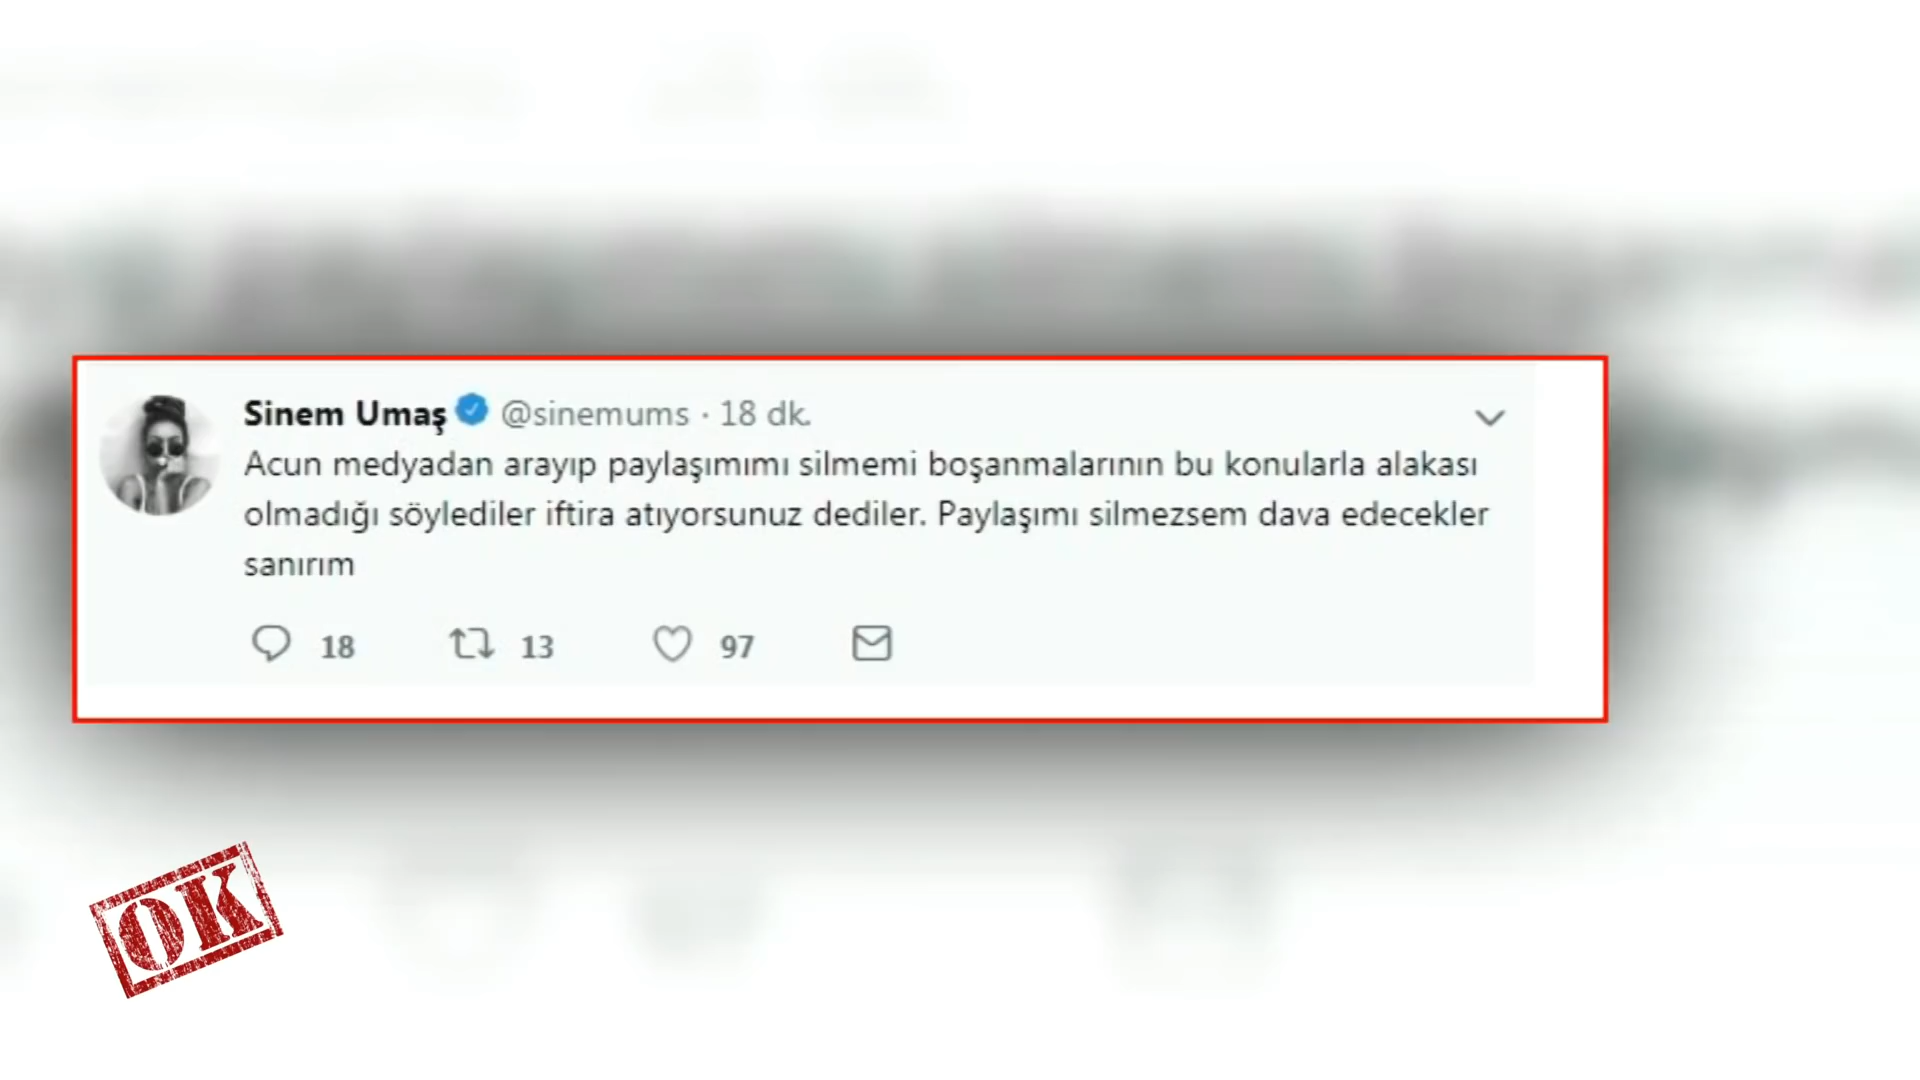 Sinem Umaş @sinemums · 18 dk.
Acun medyadan arayıp paylaşımımı silmemi boşanmalarının bu konularla alakası
olmadığı söylediler iftira atıyorsunuz dediler. Paylaşımı silmezsem dava edecekler
sanırım
18 13 97
OK